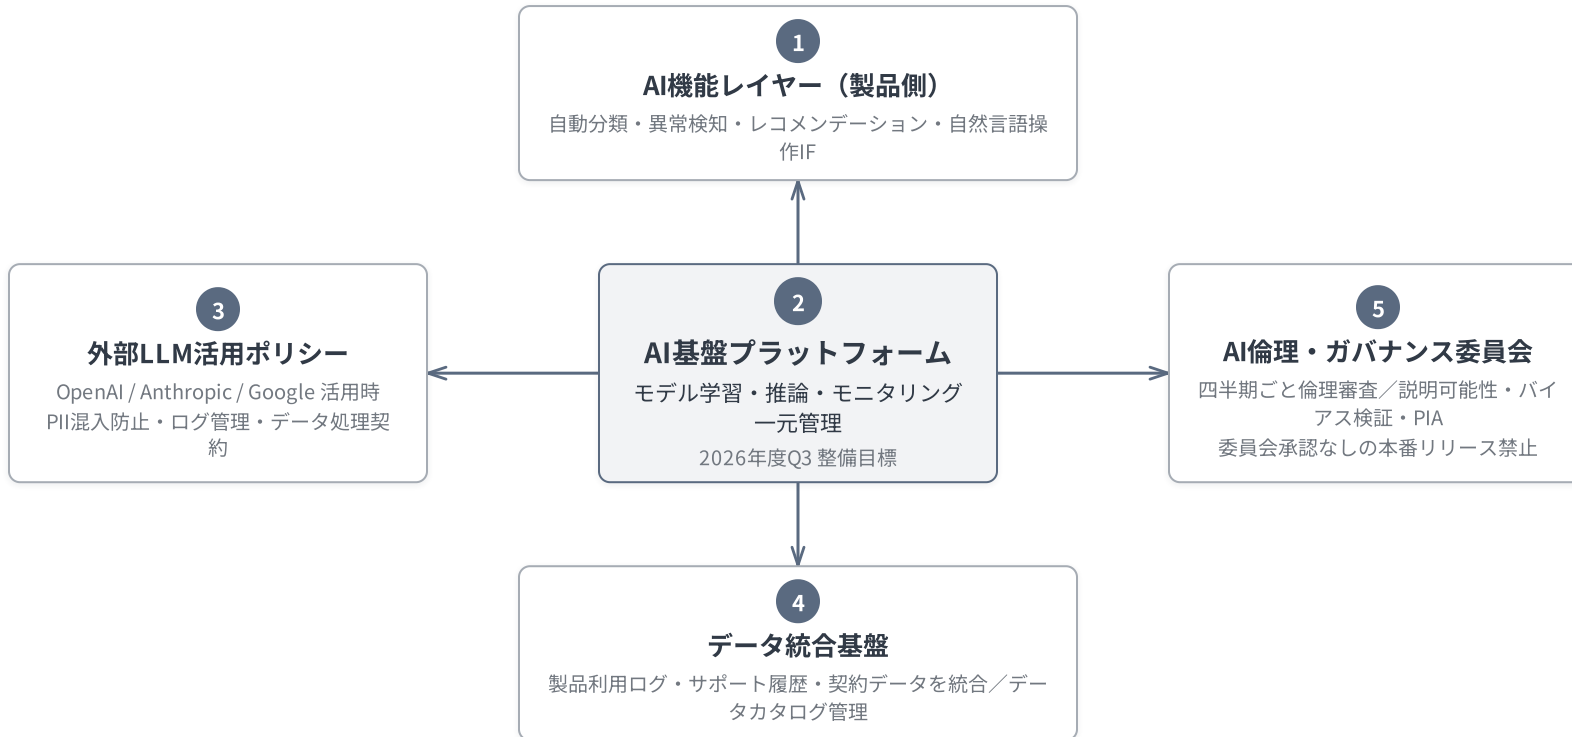 1
AI機能レイヤー（製品側）
自動分類・異常検知・レコメンデーション・自然言語操
作IF
3
外部LLM活用ポリシー
OpenAI / Anthropic / Google 活用時
PII混入防止・ログ管理・データ処理契
約
2
AI基盤プラットフォーム
モデル学習・推論・モニタリング
一元管理
2026年度Q3 整備目標
5
AI倫理・ガバナンス委員会
四半期ごと倫理審査／説明可能性・バイ
アス検証・PIA
委員会承認なしの本番リリース禁止
4
データ統合基盤
製品利用ログ・サポート履歴・契約データを統合／デー
タカタログ管理